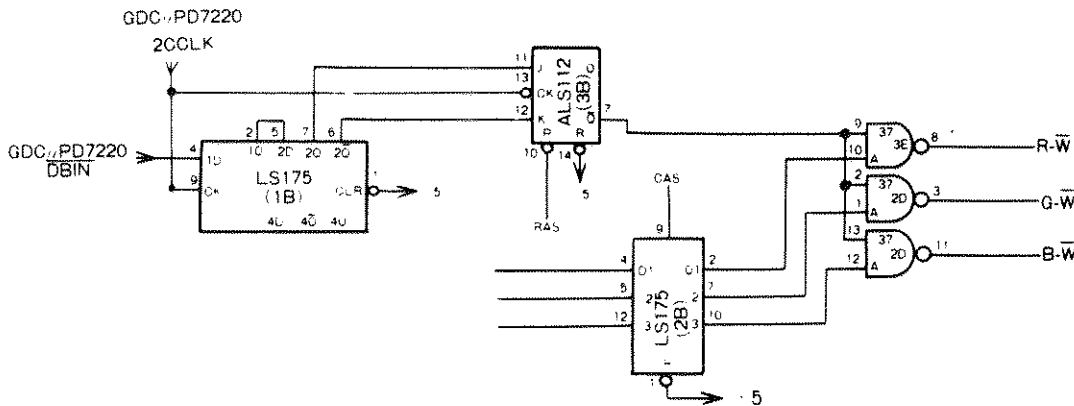 GDC μPD7220
2CCLK
GDC μPD7220
DBIN
4
1D
9
CK
2
5
7
6
1Q
2D
2Q
2Q
LS175
(1B)
CLR
1
5
11
J
13
CK
12
K
ALS112
(3B)
Q
Q
7
P
R
10
14
5
RAS
CAS
9
4
D1
5
2
12
3
LS175
(2B)
Q1
2
2
7
3
10
1
5
9
10
A
37
3E
8
R-W
2
1
A
37
2D
3
G-W
13
12
A
37
2D
11
B-W